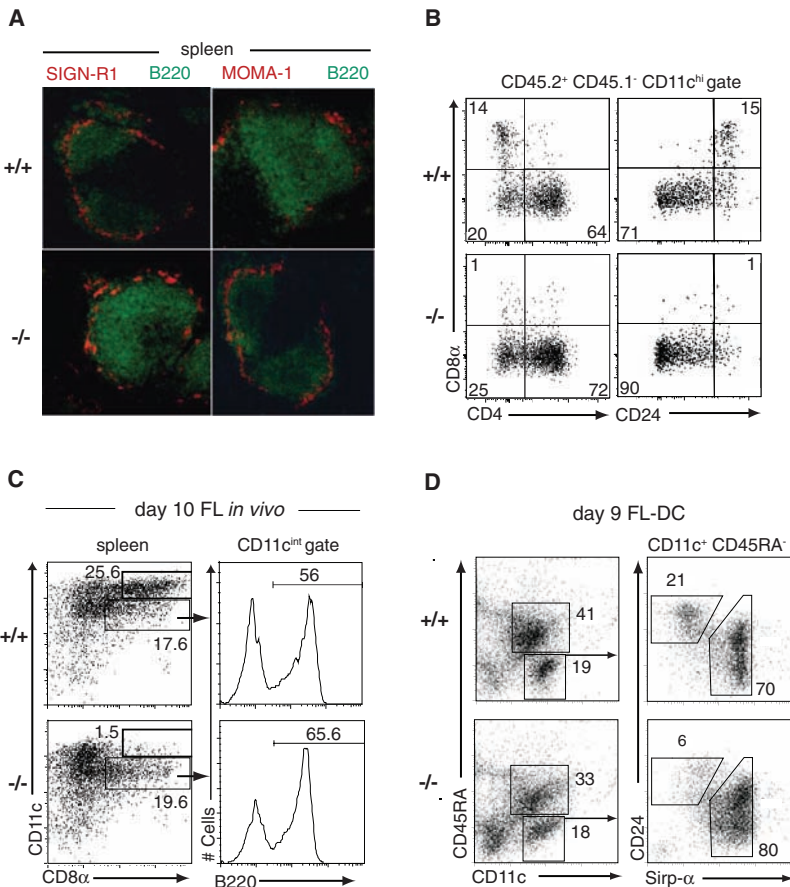 A
spleen
SIGN-R1 B220 MOMA-1 B220
+/+
-/-
B
CD45.2⁺ CD45.1⁻ CD11cʰⁱ gate
14 15
+/+
20 64 71
1 1
-/-
25 72 90
CD8α
CD4 CD24
C
day 10 FL in vivo
spleen CD11cⁱⁿᵗ gate
25.6 56
+/+
17.6
1.5 65.6
-/-
19.6
CD11c # Cells
CD8α B220
D
day 9 FL-DC
CD11c⁺ CD45RA⁻
21
+/+
41
19
70
6
-/-
33
18
80
CD45RA CD24
CD11c Sirp-α